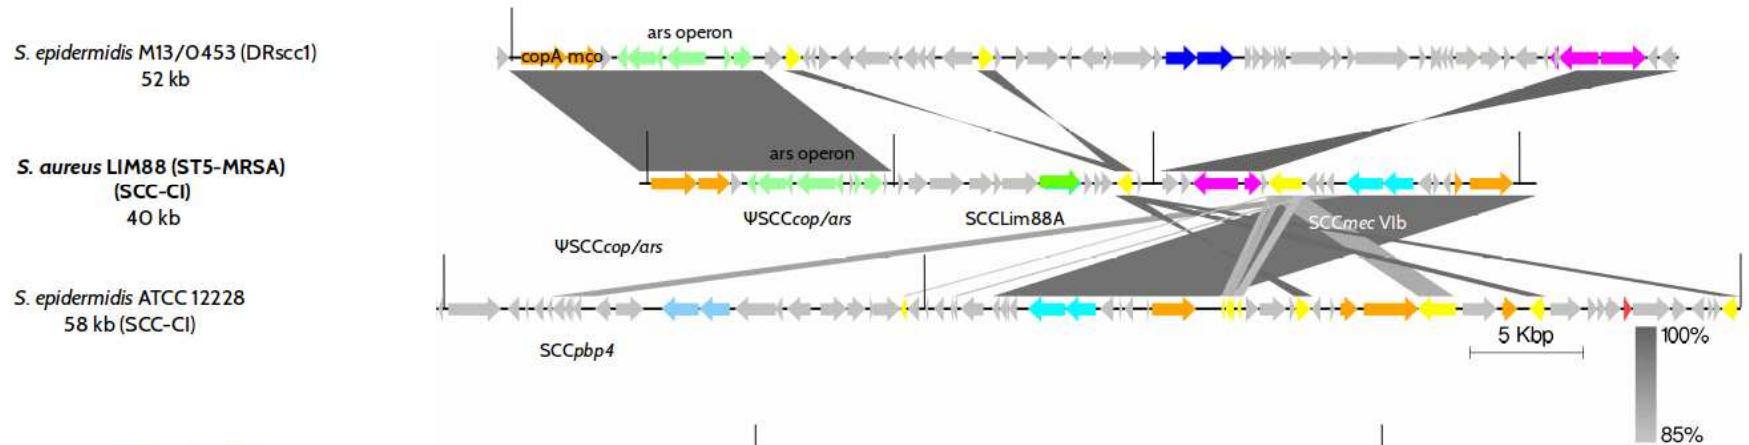 ars operon
S. epidermidis M13/0453 (DRscc1)
copA mco
52 kb
ars operon
S. aureus LIM88 (ST5-MRSA)
(SCC-CI)
40 kb
ΨSCCcop/ars
SCCLim88A
SCCmec VIb
ΨSCCcop/ars
S. epidermidis ATCC 12228
58 kb (SCC-CI)
5 Kbp
100%
SCCpbp4
85%